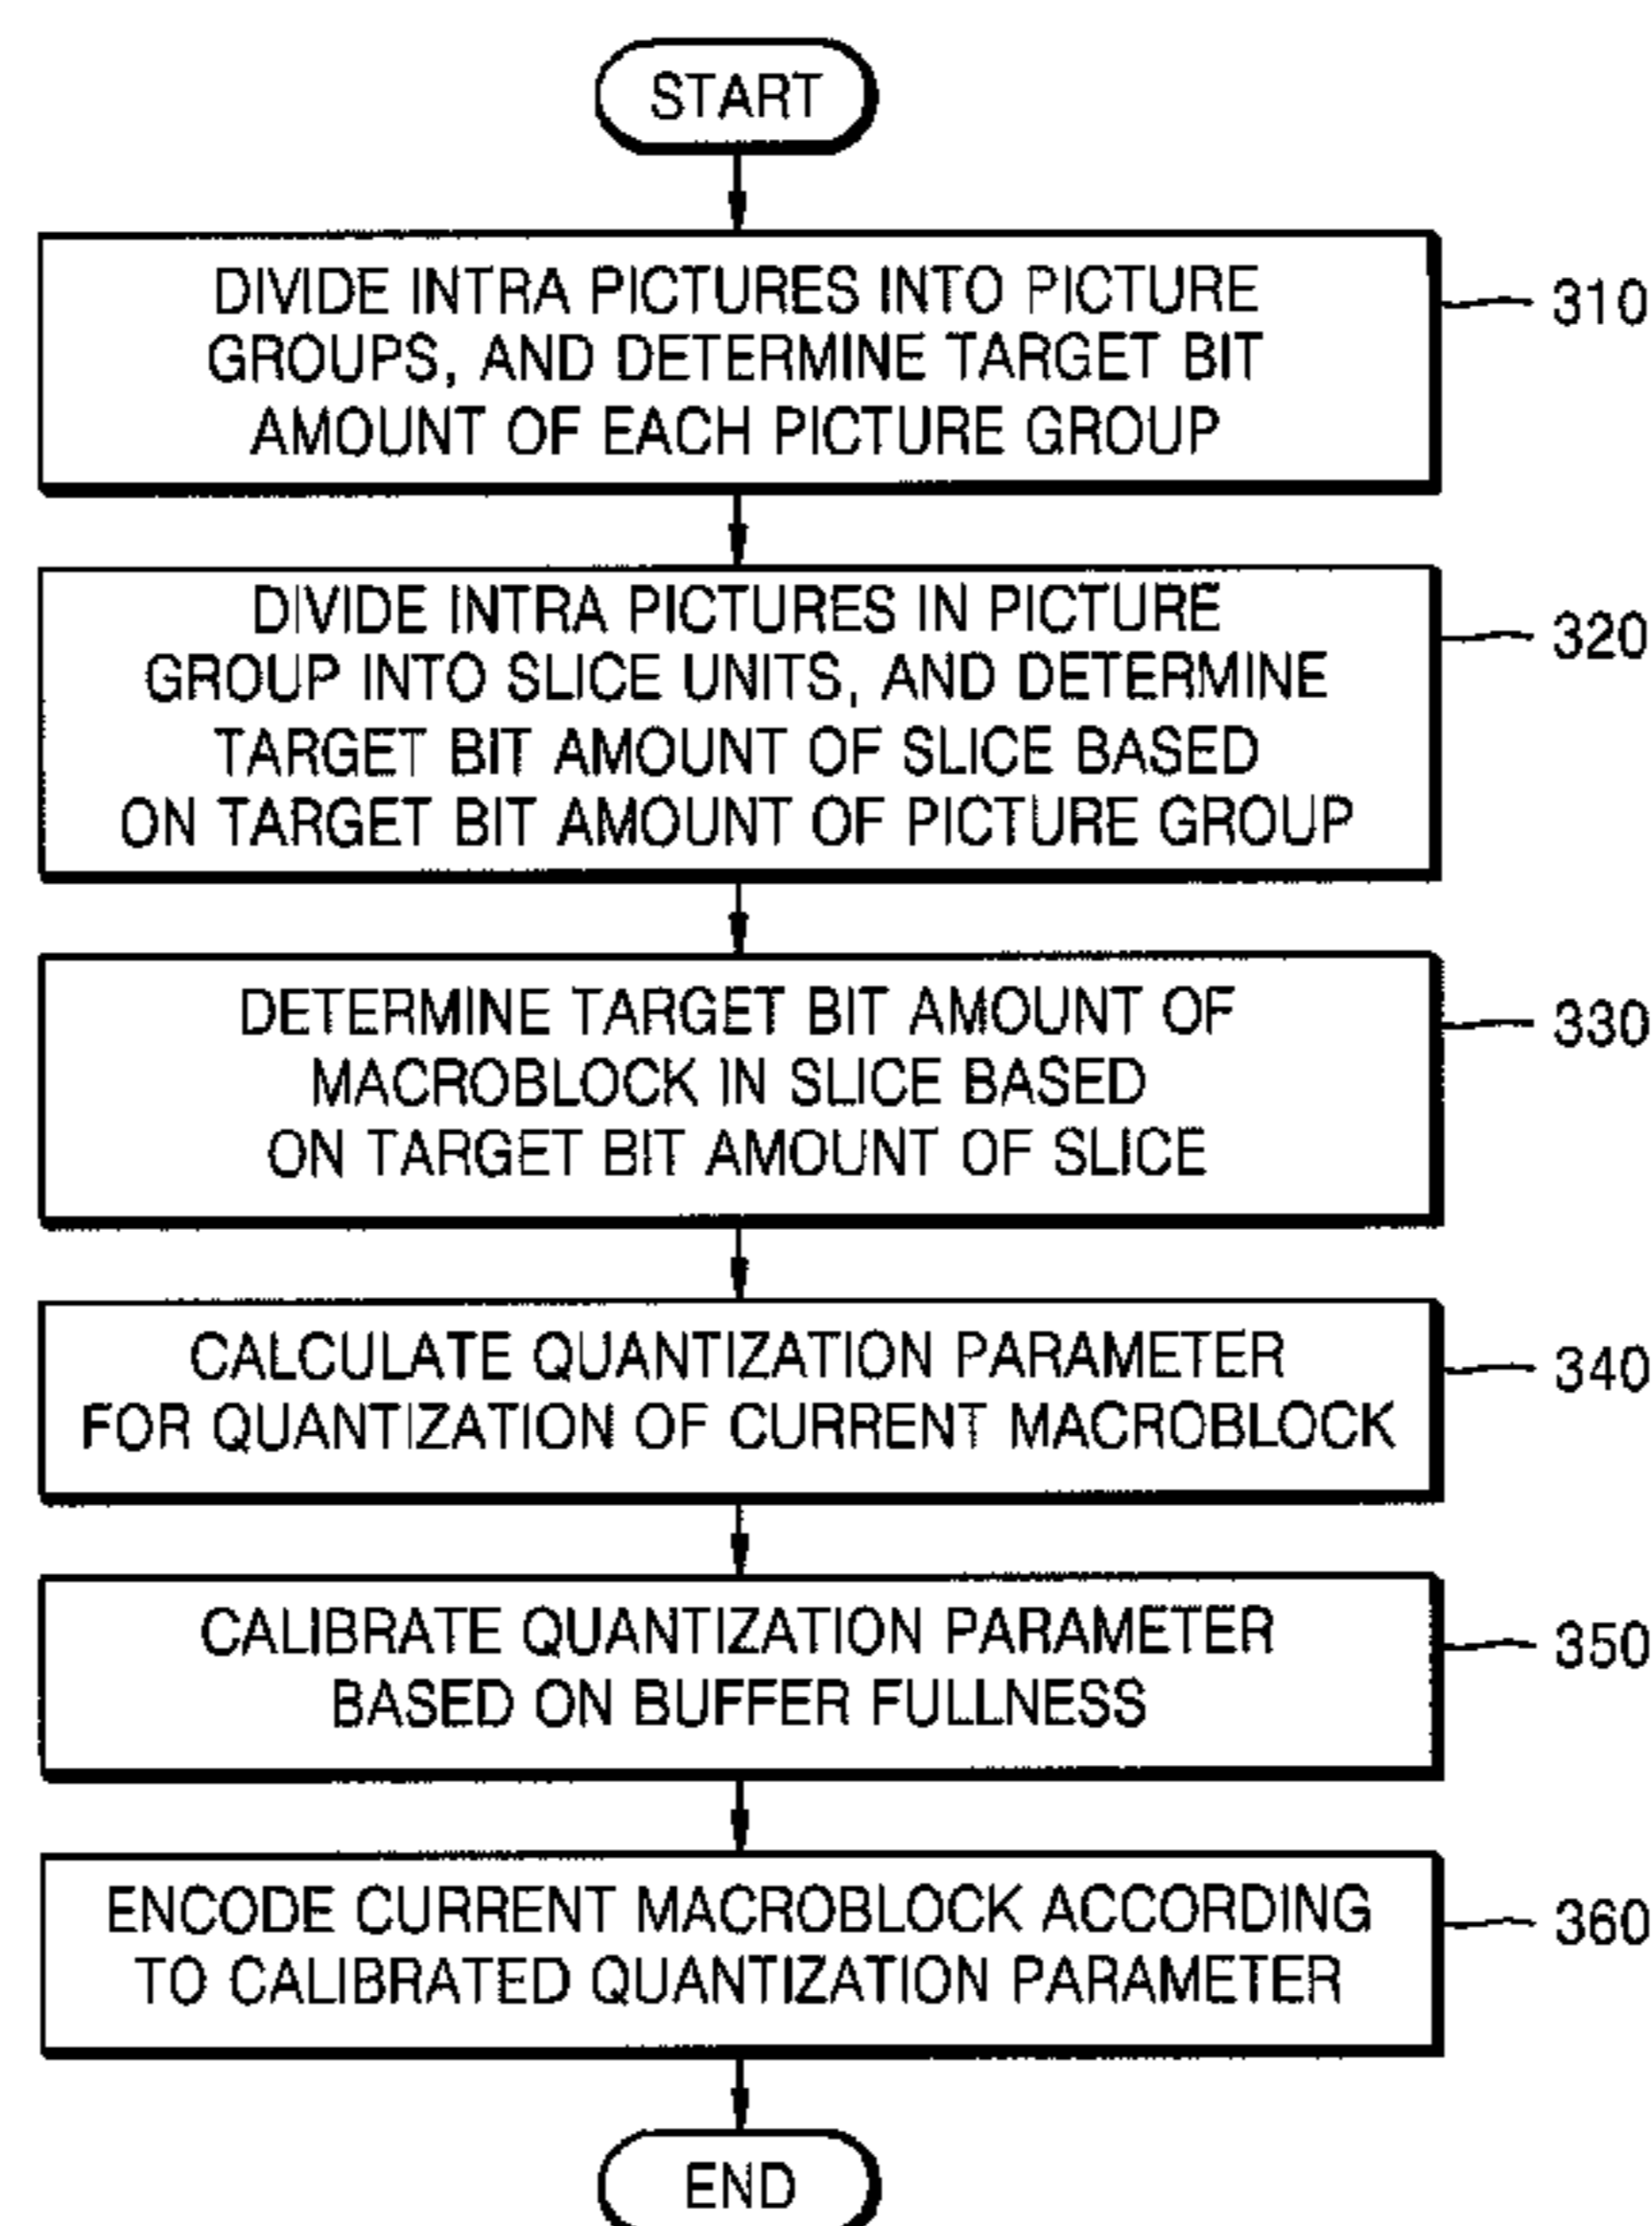 START
DIVIDE INTRA PICTURES INTO PICTURE
GROUPS, AND DETERMINE TARGET BIT
AMOUNT OF EACH PICTURE GROUP
310
DIVIDE INTRA PICTURES IN PICTURE
GROUP INTO SLICE UNITS, AND DETERMINE
TARGET BIT AMOUNT OF SLICE BASED
ON TARGET BIT AMOUNT OF PICTURE GROUP
320
DETERMINE TARGET BIT AMOUNT OF
MACROBLOCK IN SLICE BASED
ON TARGET BIT AMOUNT OF SLICE
330
CALCULATE QUANTIZATION PARAMETER
FOR QUANTIZATION OF CURRENT MACROBLOCK
340
CALIBRATE QUANTIZATION PARAMETER
BASED ON BUFFER FULLNESS
350
ENCODE CURRENT MACROBLOCK ACCORDING
TO CALIBRATED QUANTIZATION PARAMETER
360
END